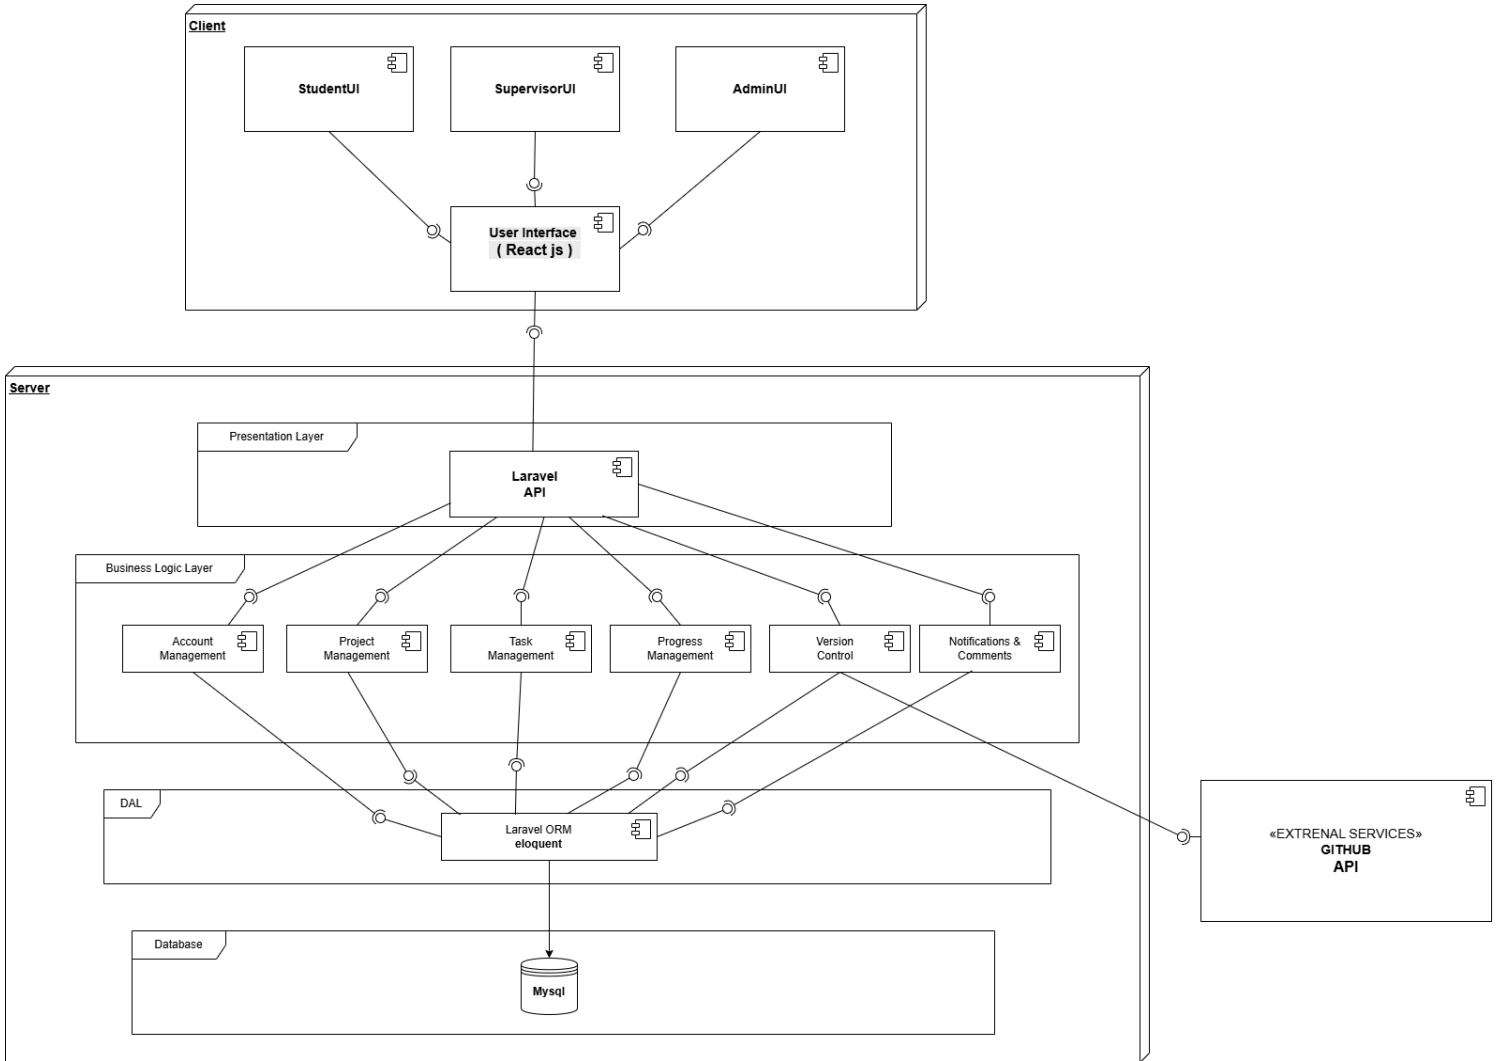 Client
StudentUI
SupervisorUI
AdminUI
User Interface
( React js )
Server
Presentation Layer
Laravel
API
Business Logic Layer
Account
Management
Project
Management
Task
Management
Progress
Management
Version
Control
Notifications &
Comments
DAL
Laravel ORM
eloquent
«EXTRENAL SERVICES»
GITHUB
API
Database
Mysql